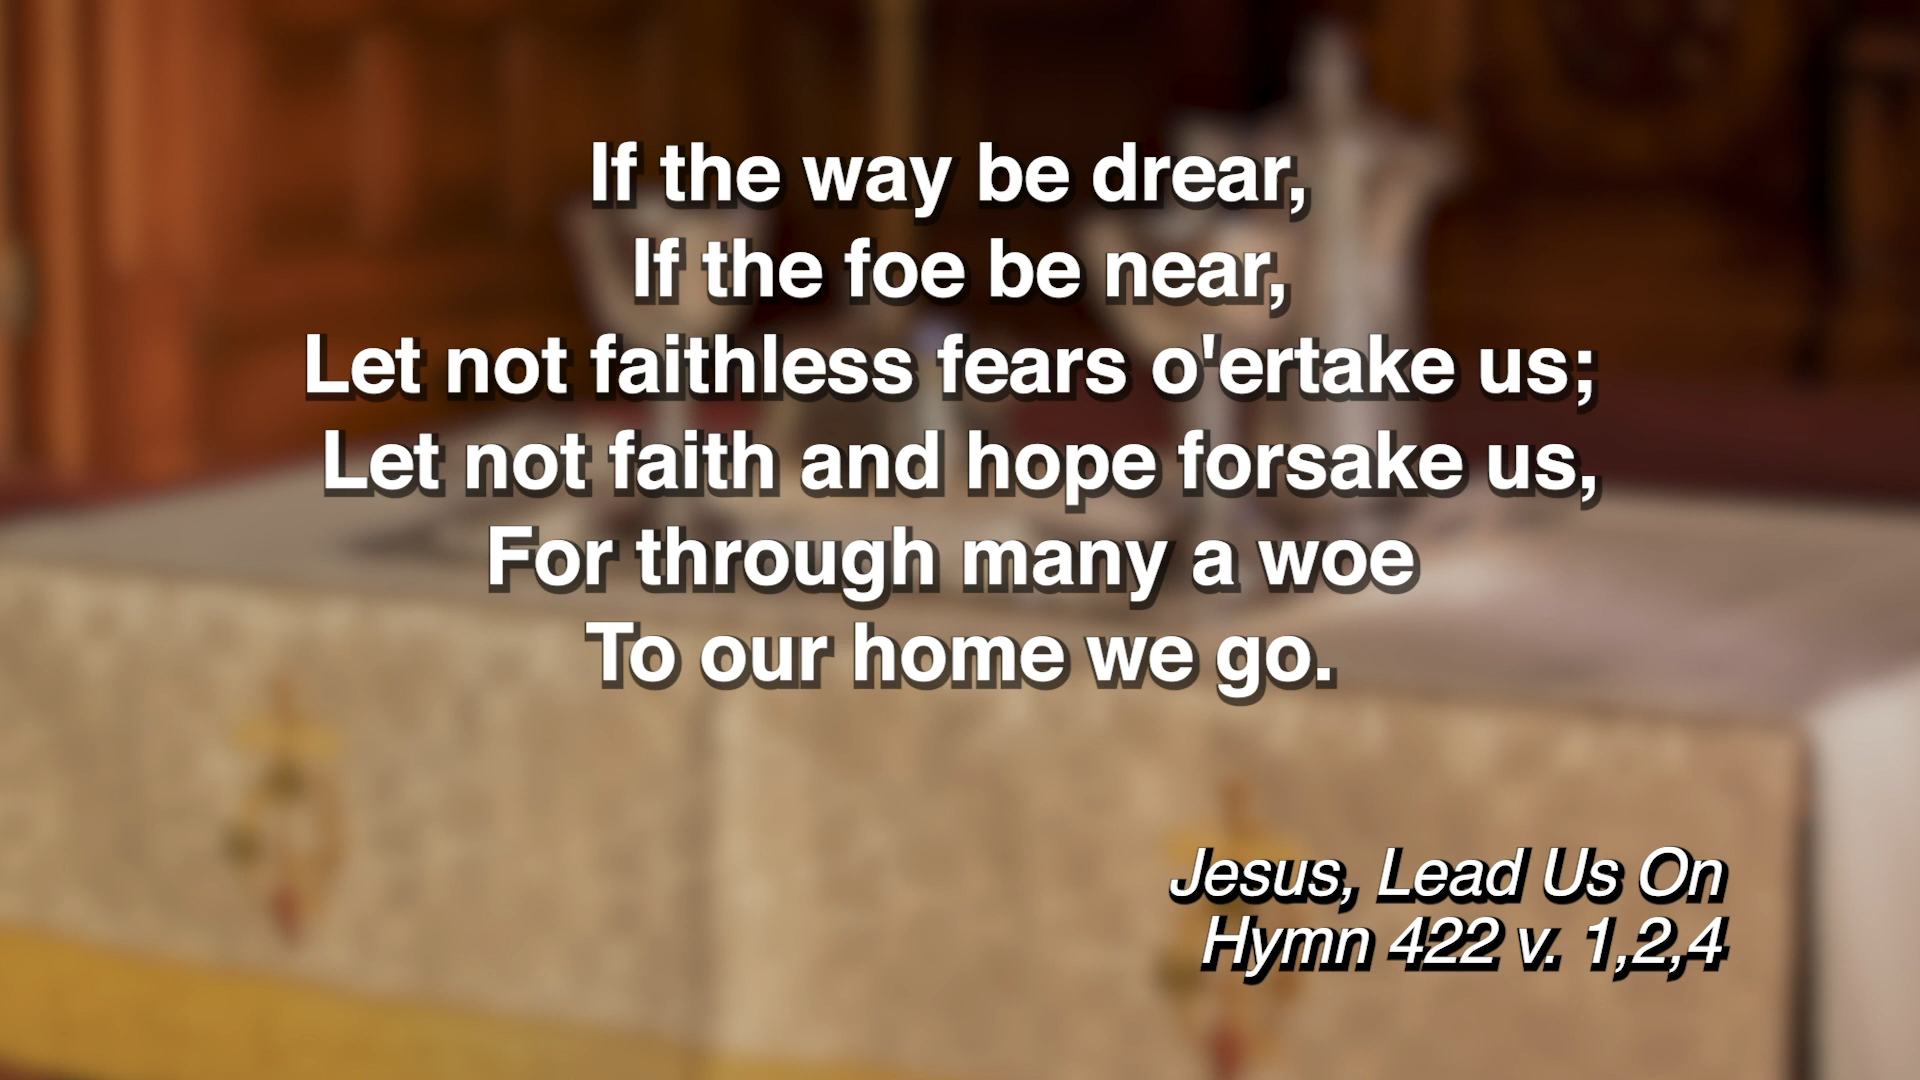 If the way be drear,
If the foe be near,
Let not faithless fears o'ertake us;
Let not faith and hope forsake us,
For through many a woe
To our home we go.
Jesus, Lead Us On
Hymn 422 v. 1,2,4